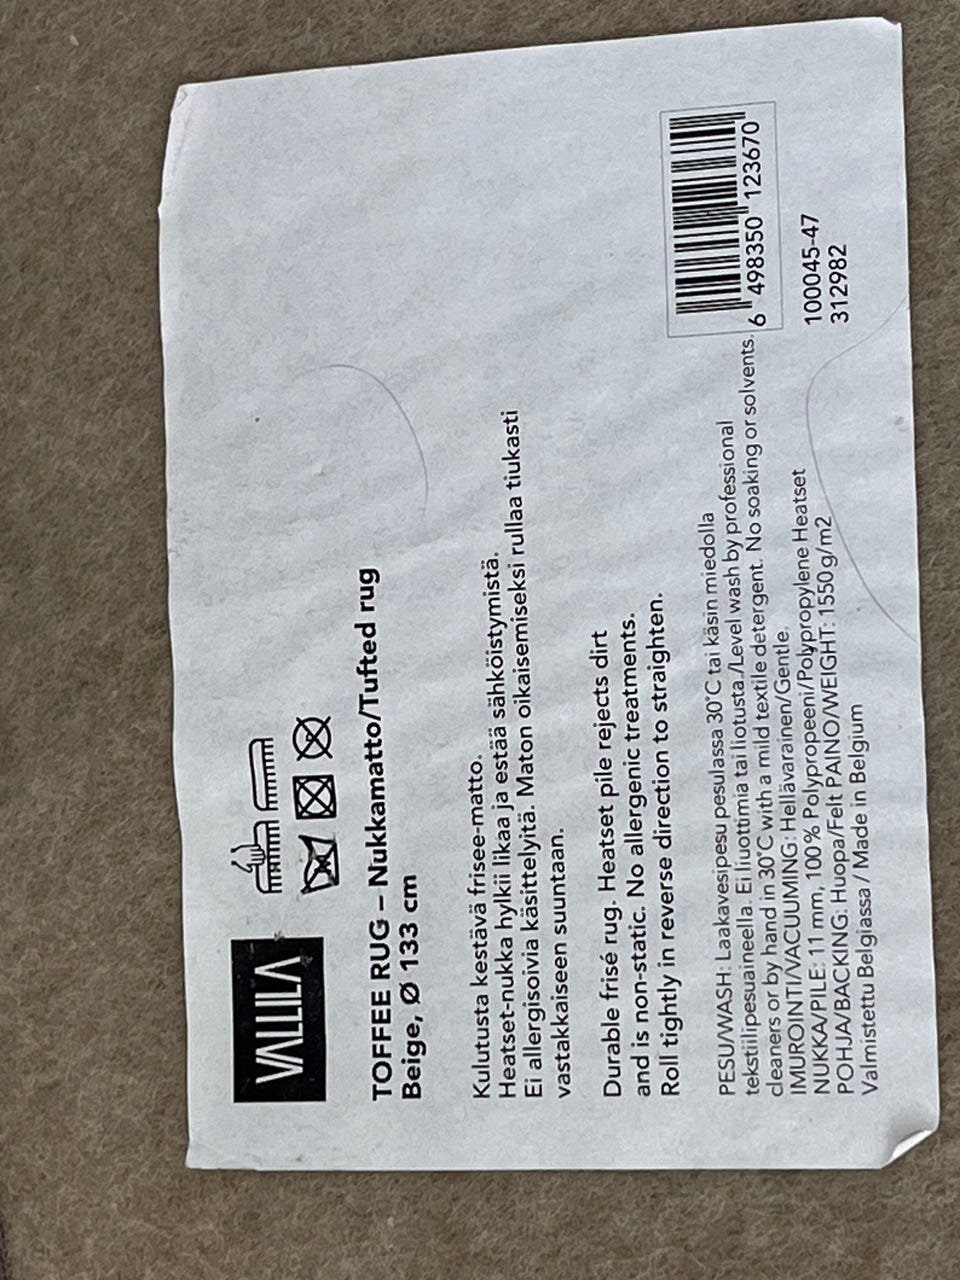 VALLILA
TOFFEE RUG – Nukkamatto/Tufted rug
Beige, Ø 133 cm
Kulutusta kestävä frisee-matto.
Heatset-nukka hylkii likaa ja estää sähköistymistä.
Ei allergisoivia käsittelyitä. Maton oikaisemiseksi rullaa tiukasti
vastakkaiseen suuntaan.
Durable frisé rug. Heatset pile rejects dirt
and is non-static. No allergenic treatments.
Roll tightly in reverse direction to straighten.
PESU/WASH: Laakavesipesu pesulassa 30°C tai käsin miedolla
tekstiilipesuaineella. Ei liuottimia tai liotusta./Level wash by professional
cleaners or by hand in 30°C with a mild textile detergent. No soaking or solvents.
IMUROINTI/VACUUMING: Hellävarainen/Gentle.
NUKKA/PILE: 11 mm, 100 % Polypropeeni/Polypropylene Heatset
POHJA/BACKING: Huopa/Felt PAINO/WEIGHT: 1550 g/m2
Valmistettu Belgiassa / Made in Belgium
6 498350 123670
100045-47
312982